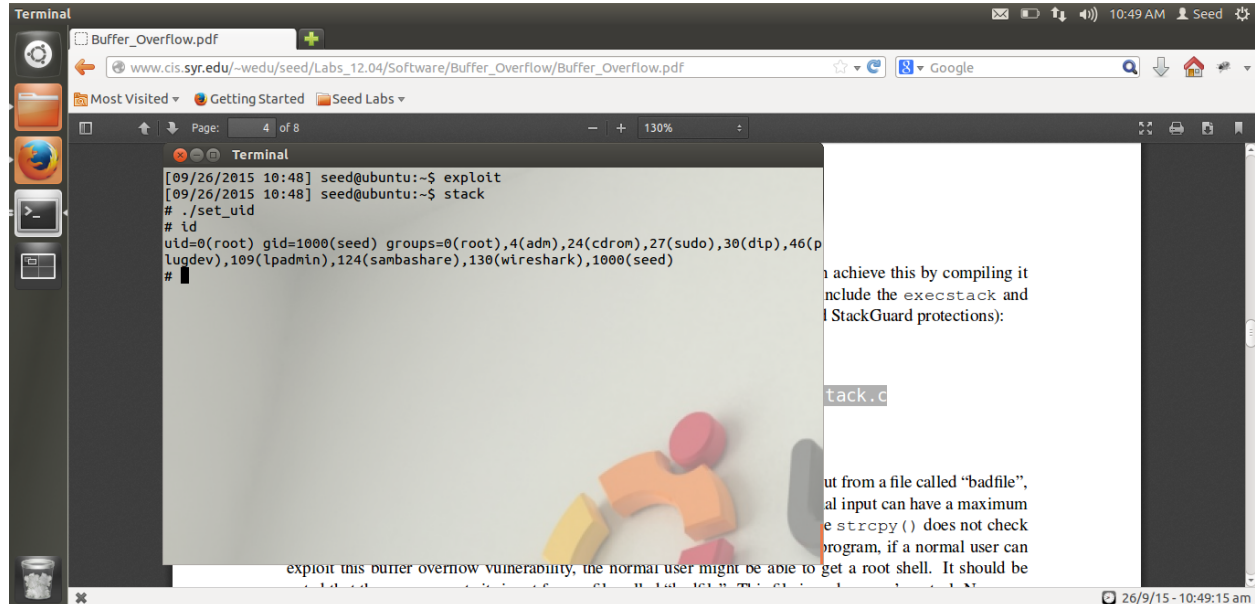 Terminal
10:49 AM Seed
Buffer_Overflow.pdf
www.cis.syr.edu/~wedu/seed/Labs_12.04/Software/Buffer_Overflow/Buffer_Overflow.pdf
Google
Most Visited Getting Started Seed Labs
Page: 4 of 8
130%
Terminal
[09/26/2015 10:48] seed@ubuntu:~$ exploit
[09/26/2015 10:48] seed@ubuntu:~$ stack
# ./set_uid
# id
uid=0(root) gid=1000(seed) groups=0(root),4(adm),24(cdrom),27(sudo),30(dip),46(p
lugdev),109(lpadmin),124(sambashare),130(wireshark),1000(seed)
#
achieve this by compiling it
nclude the execstack and
StackGuard protections):
tack.c
ut from a file called “badfile”,
al input can have a maximum
e strcpy() does not check
program, if a normal user can
exploit this buffer overflow vulnerability, the normal user might be able to get a root shell. It should be
26/9/15 - 10:49:15 am